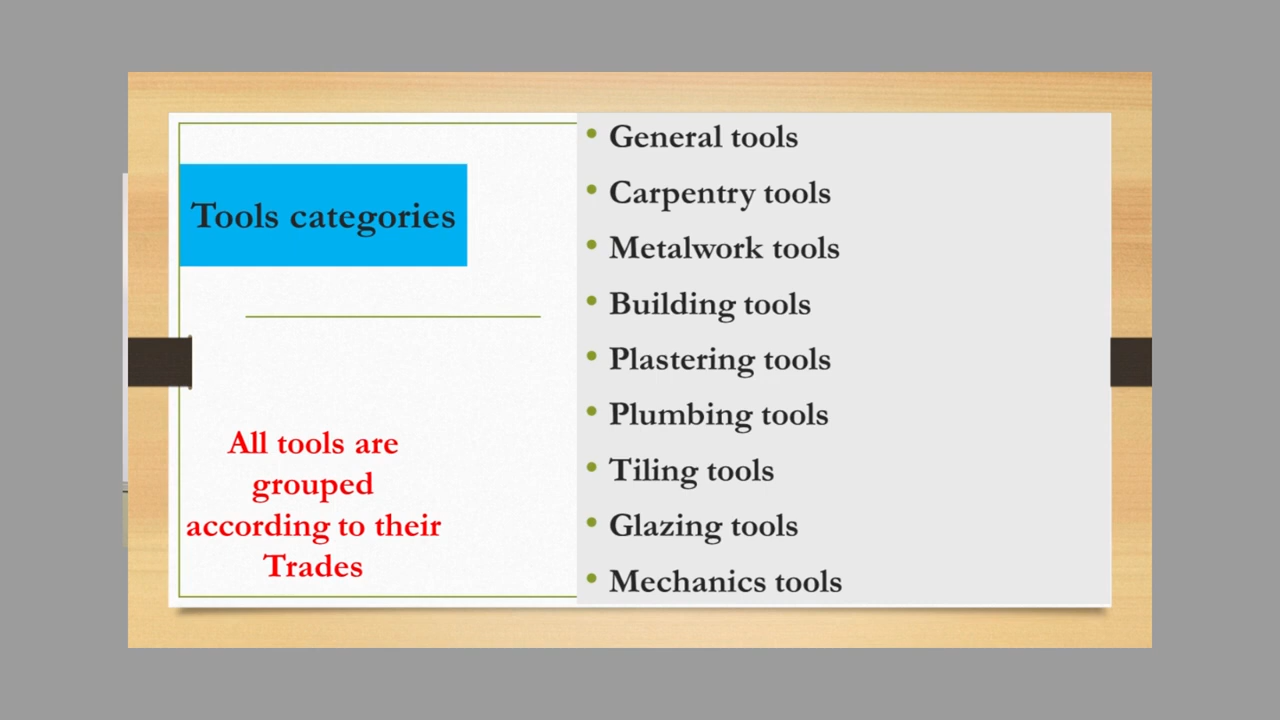 Tools categories
All tools are
grouped
according to their
Trades
• General tools
• Carpentry tools
• Metalwork tools
• Building tools
• Plastering tools
• Plumbing tools
• Tiling tools
• Glazing tools
• Mechanics tools